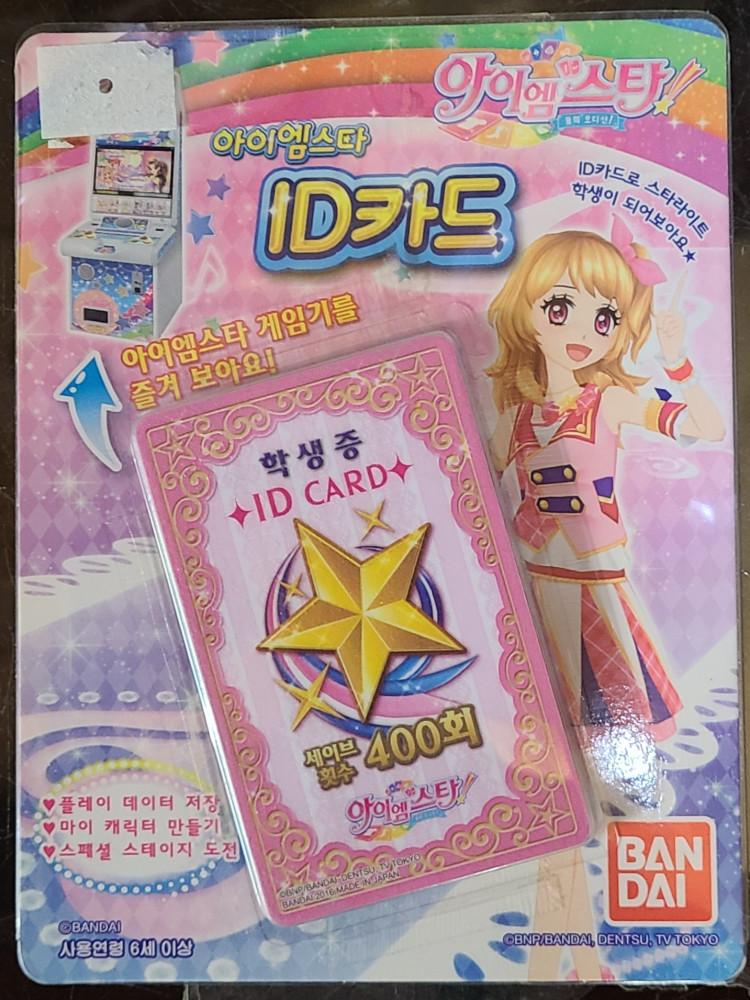 아이엠스타!
뮤직 오디션!
아이엠스타
ID카드
ID카드로 스타라이트
학생이 되어보아요★
아이엠스타 게임기를
즐겨 보아요!
학생증
ID CARD
세이브
횟수 400회
아이엠스타!
©BNP/BANDAI, DENTSU, TV TOKYO
BANDAI 2016 MADE IN JAPAN
♥플레이 데이터 저장
♥마이 캐릭터 만들기
♥스페셜 스테이지 도전
BAN
DAI
©BANDAI
사용연령 6세 이상
©BNP/BANDAI, DENTSU, TV TOKYO